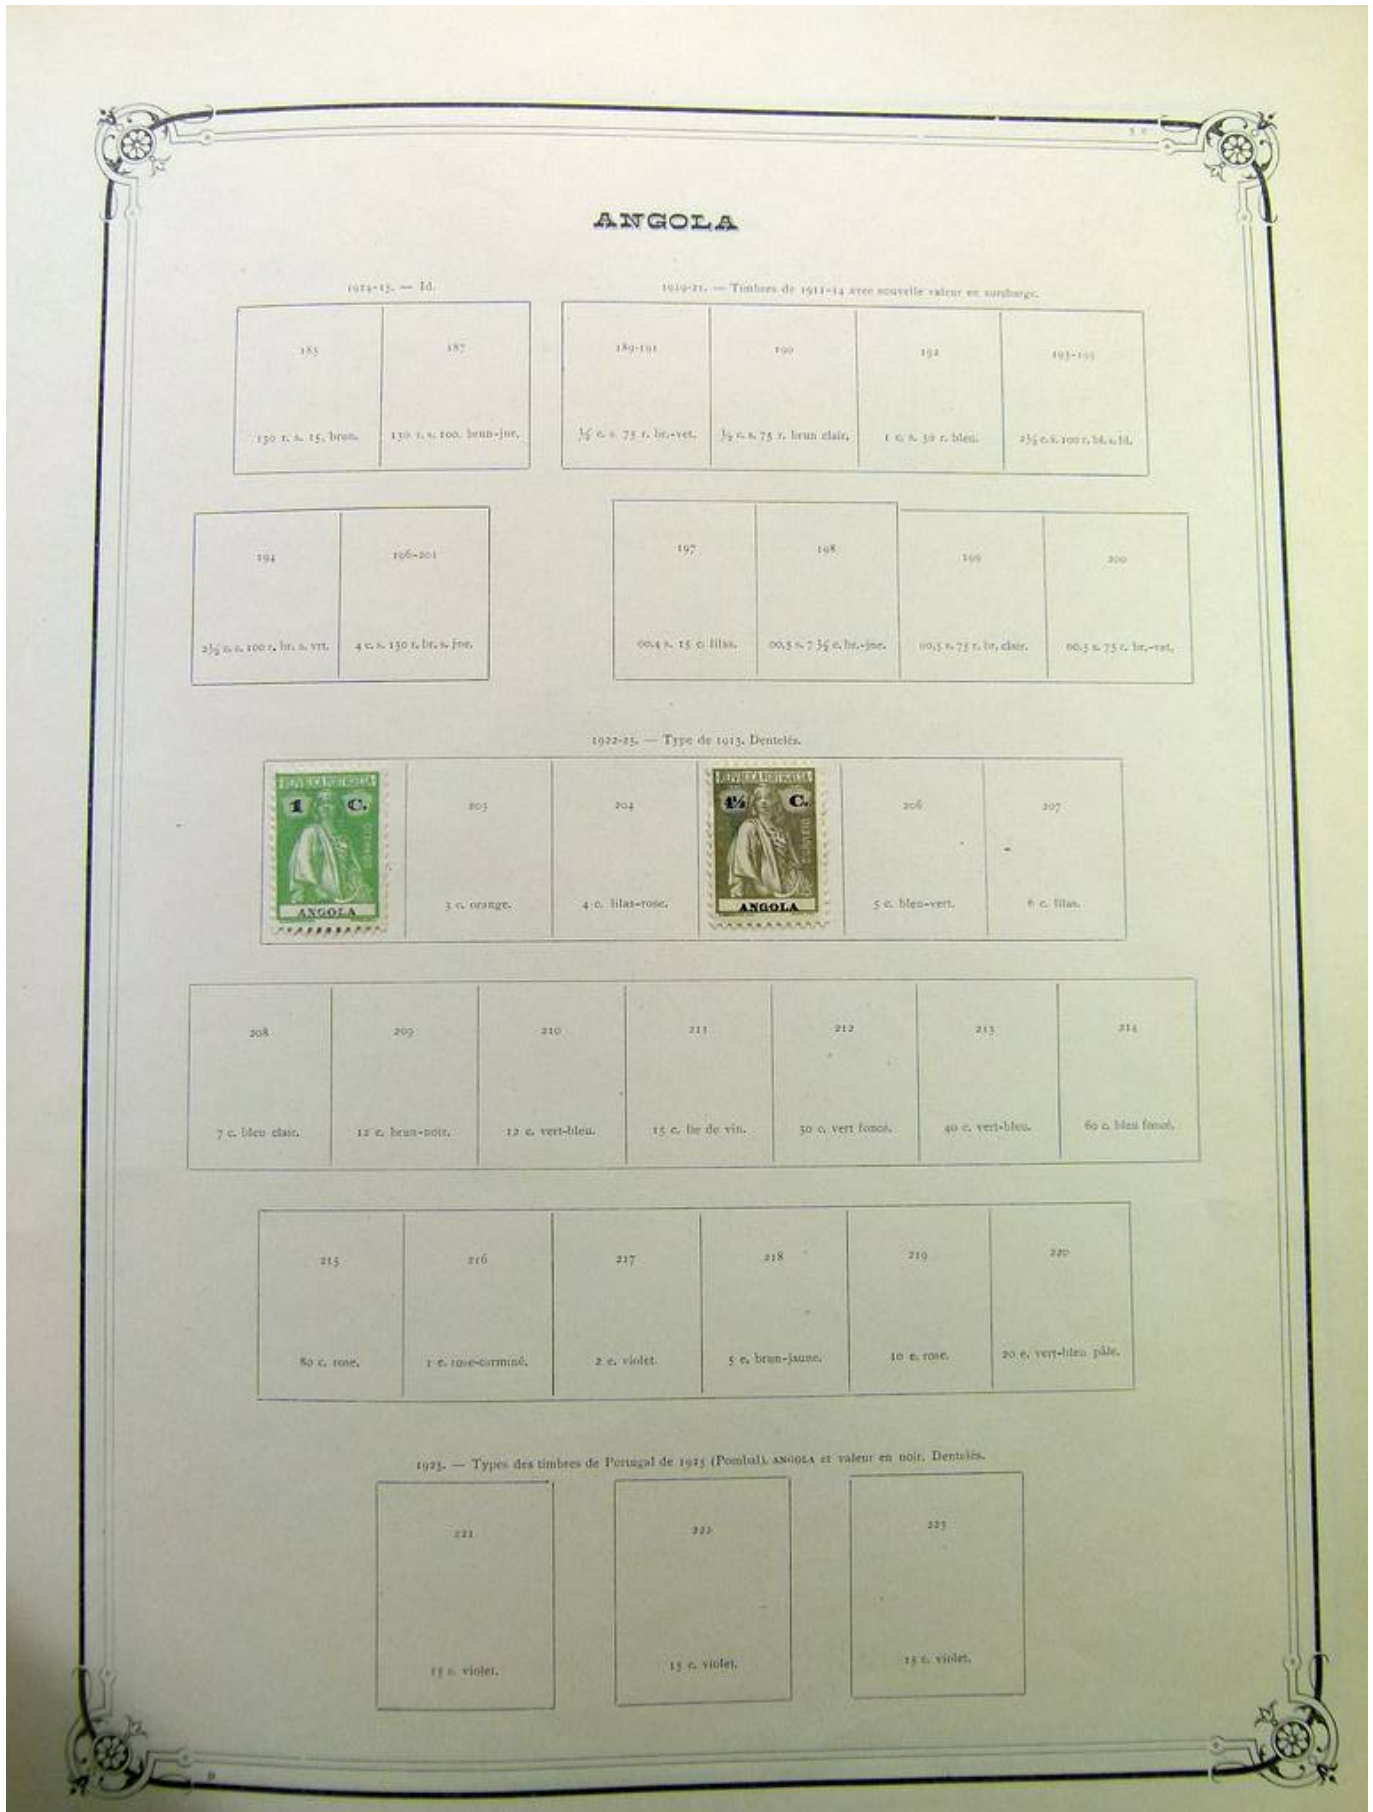 ANGOLA
1914-15. — Id.
1919-21. — Timbres de 1911-14 avec nouvelle valeur en surcharge.
185
187
189-191
190
192
193-195
130 r. s. 15. brun.
130 r. s. 100. brun-jne.
½ c. s. 75 r. br.-vet.
½ c. s. 75 r. brun clair.
1 c. s. 50 r. bleu.
2½ c. s. 100 r. bl. s. bl.
194
196-201
197
198
199
200
2½ c. s. 100 r. br. s. vrt.
4 c. s. 130 r. br. s. jne.
00.4 s. 15 c. lilas.
00,5 s. 7 ½ c. br.-jne.
00,5 s. 75 r. br. clair.
00.5 s. 75 r. br.-vet.
1922-25. — Type de 1913. Dentelés.
REPUBLICA PORTUGUESA
1 C.
CORREIO
ANGOLA
203
204
REPUBLICA PORTUGUESA
4½ C.
CORREIO
ANGOLA
206
207
3 c. orange.
4 c. lilas-rose.
5 c. bleu-vert.
6 c. lilas.
208
209
210
211
212
213
214
7 c. bleu clair.
12 c. brun-noir.
12 c. vert-bleu.
15 c. lie de vin.
30 c. vert foncé.
40 c. vert-bleu.
60 c. bleu foncé.
215
216
217
218
219
220
80 c. rose.
1 e. rose-carminé.
2 e. violet.
5 e. brun-jaune.
10 e. rose.
20 e. vert-bleu pâle.
1925. — Types des timbres de Portugal de 1925 (Pombal). ANGOLA et valeur en noir. Dentelés.
221
222
223
15 c. violet.
15 c. violet.
15 c. violet.